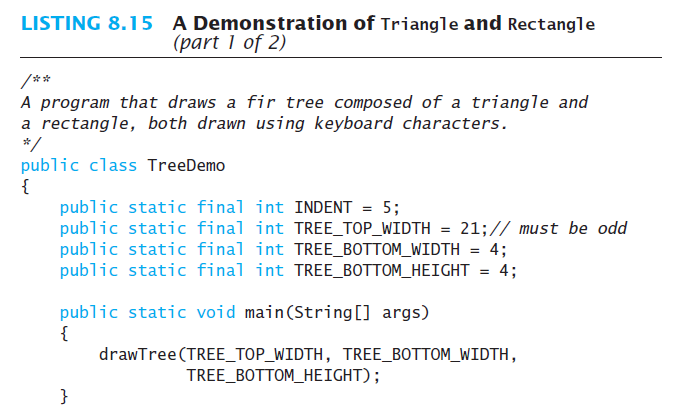 LISTING 8.15 A Demonstration of Triangle and Rectangle
(part 1 of 2)
/**
A program that draws a fir tree composed of a triangle and
a rectangle, both drawn using keyboard characters.
*/
public class TreeDemo
{
    public static final int INDENT = 5;
    public static final int TREE_TOP_WIDTH = 21;// must be odd
    public static final int TREE_BOTTOM_WIDTH = 4;
    public static final int TREE_BOTTOM_HEIGHT = 4;
    public static void main(String[] args)
    {
        drawTree(TREE_TOP_WIDTH, TREE_BOTTOM_WIDTH,
                 TREE_BOTTOM_HEIGHT);
    }